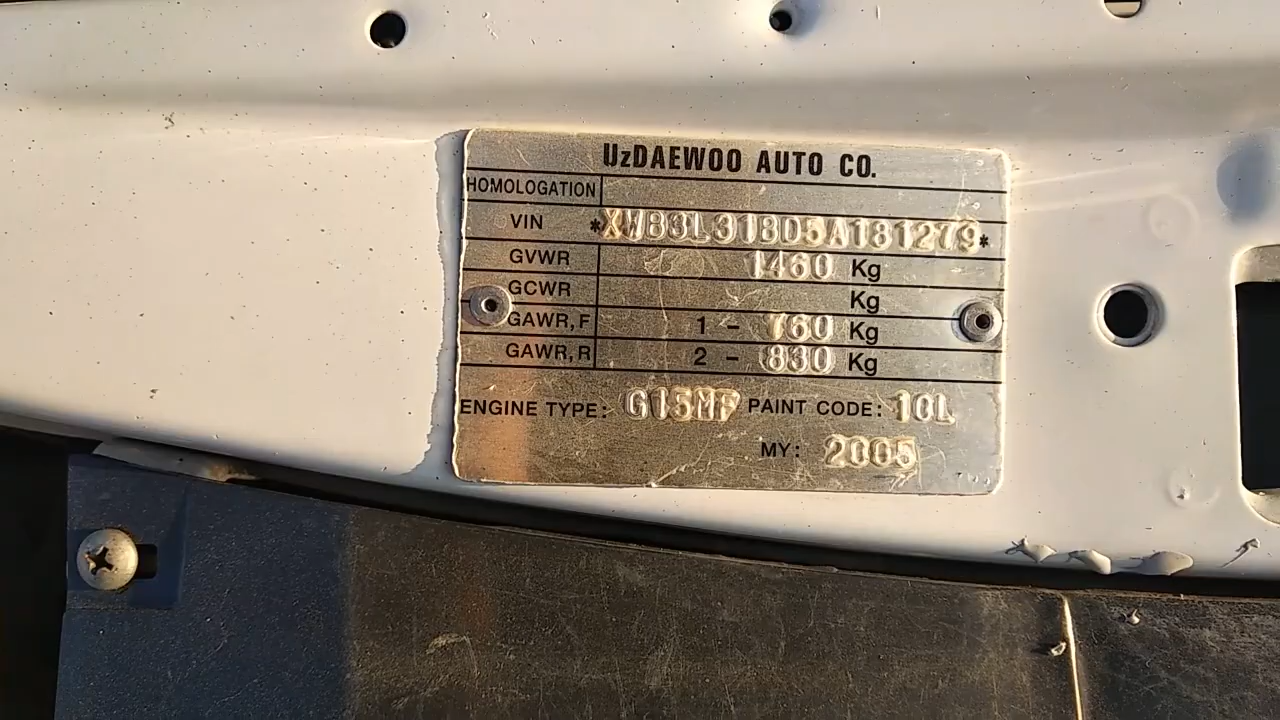 UzDAEWOO AUTO CO.
HOMOLOGATION
VIN *XWB3L31BD5A181279*
GVWR 1460 Kg
GCWR Kg
GAWR, F 1 - 760 Kg
GAWR, R 2 - 830 Kg
ENGINE TYPE: G15MF PAINT CODE: 10L
MY: 2005